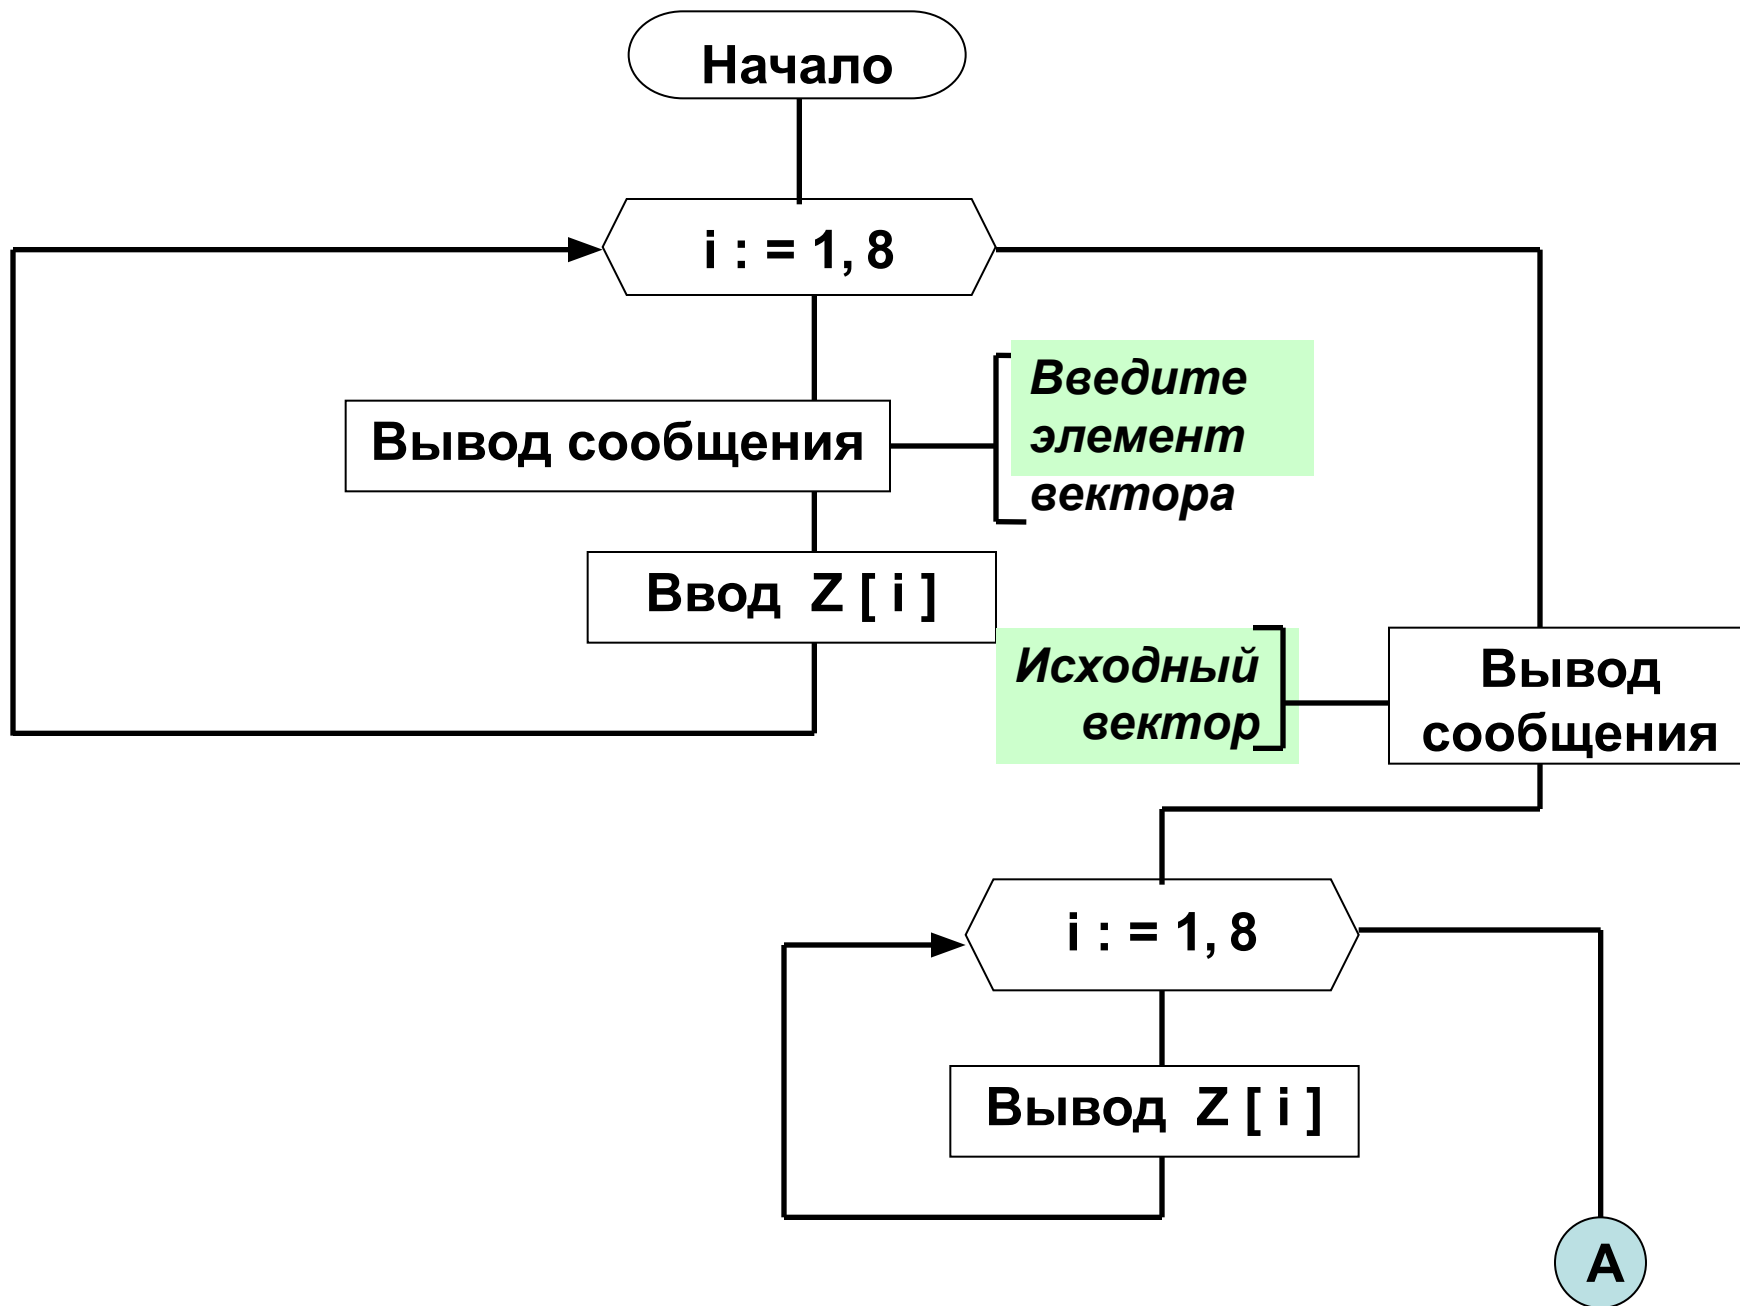 Начало
i : = 1, 8
Введите
элемент
вектора
Вывод сообщения
Ввод Z [ i ]
Исходный
вектор
Вывод
сообщения
i : = 1, 8
Вывод Z [ i ]
А